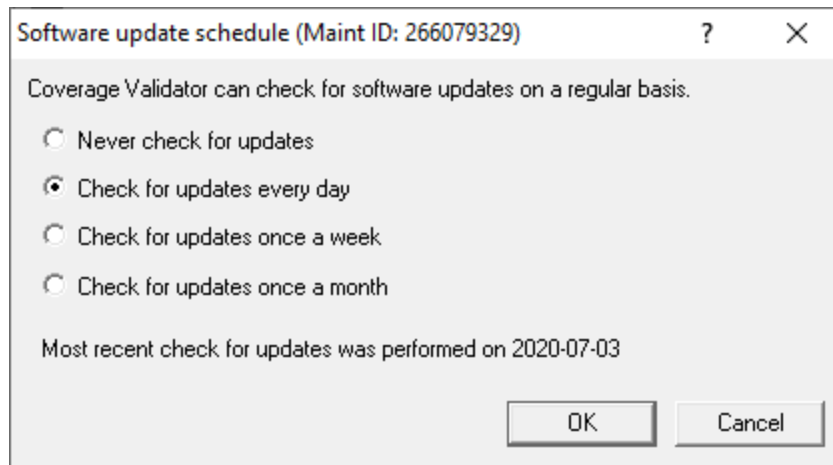 Software update schedule (Maint ID: 266079329) ?
Coverage Validator can check for software updates on a regular basis.
Never check for updates
Check for updates every day
Check for updates once a week
Check for updates once a month
Most recent check for updates was performed on 2020-07-03
OK Cancel